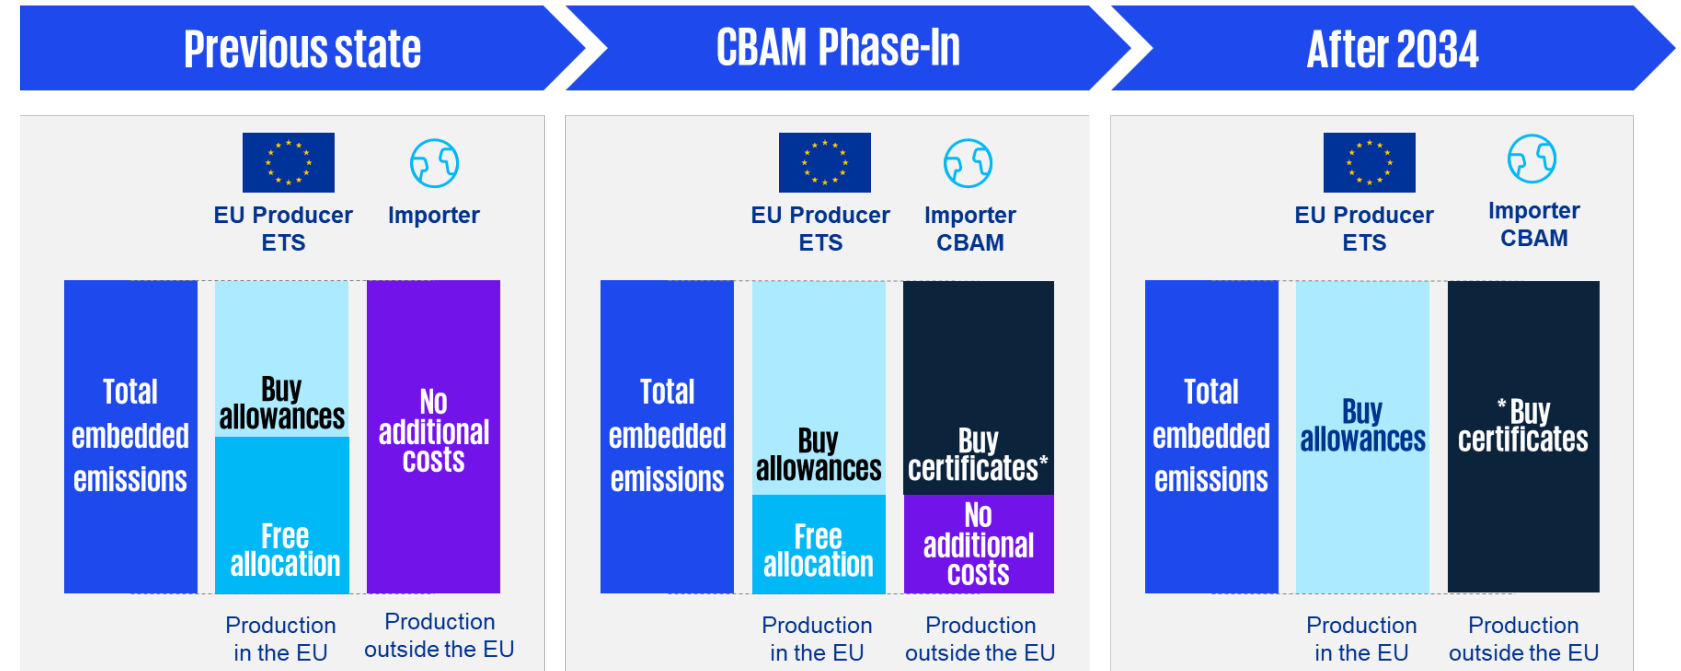 Previous state
CBAM Phase-In
After 2034
EU Producer
ETS
Importer
Total
embedded
emissions
Buy
allowances
Free
allocation
No
additional
costs
Production
in the EU
Production
outside the EU
EU Producer
ETS
Importer
CBAM
Total
embedded
emissions
Buy
allowances
Free
allocation
Buy
certificates*
No
additional
costs
Production
in the EU
Production
outside the EU
EU Producer
ETS
Importer
CBAM
Total
embedded
emissions
Buy
allowances
* Buy
certificates
Production
in the EU
Production
outside the EU